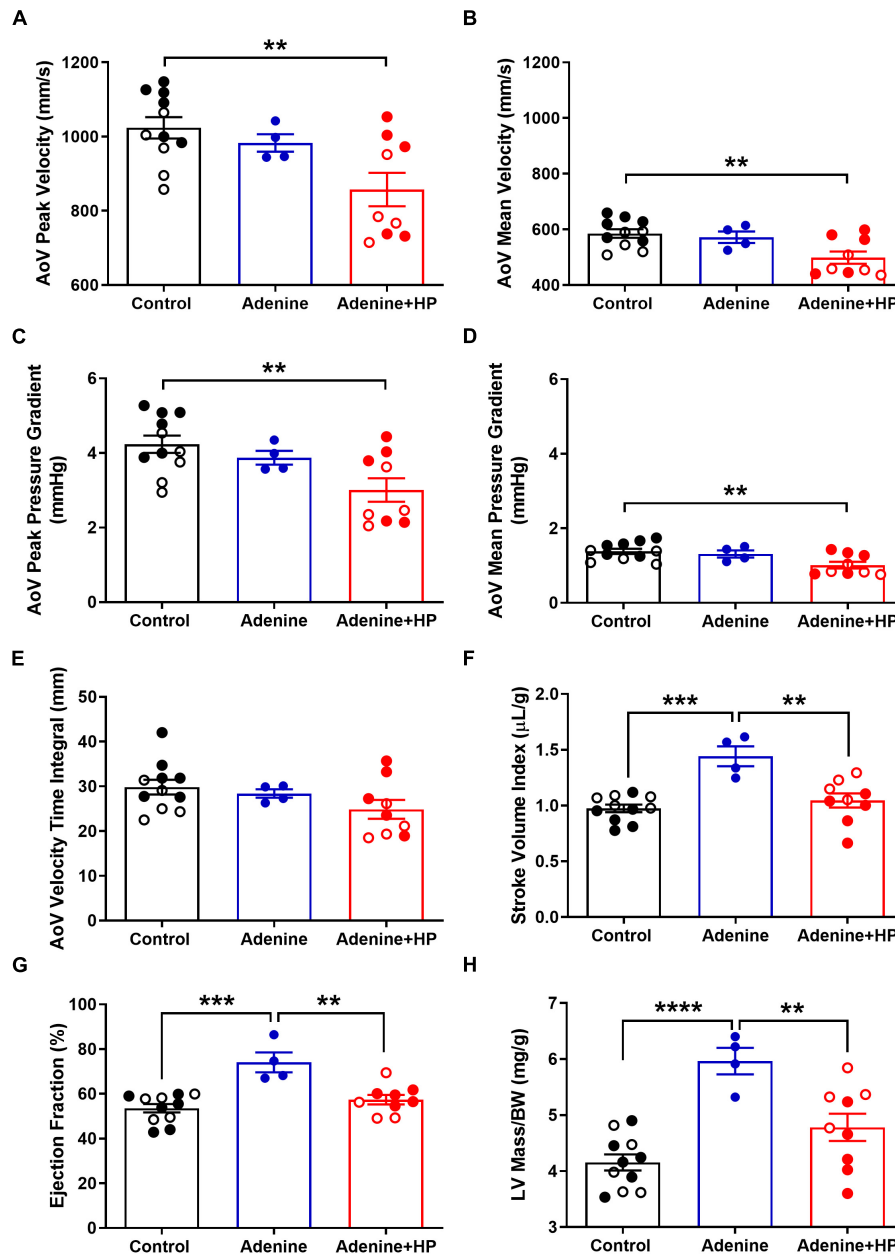 A
AoV Peak Velocity (mm/s)
1200
1000
800
600
**
Control
Adenine
Adenine+HP
B
AoV Mean Velocity (mm/s)
1200
1000
800
600
400
**
Control
Adenine
Adenine+HP
C
AoV Peak Pressure Gradient
(mmHg)
6
4
2
0
**
Control
Adenine
Adenine+HP
D
AoV Mean Pressure Gradient
(mmHg)
6
4
2
0
**
Control
Adenine
Adenine+HP
E
AoV Velocity Time Integral (mm)
50
40
30
20
10
0
Control
Adenine
Adenine+HP
F
Stroke Volume Index (µL/g)
2.0
1.5
1.0
0.5
0.0
***
**
Control
Adenine
Adenine+HP
G
Ejection Fraction (%)
100
80
60
40
20
0
***
**
Control
Adenine
Adenine+HP
H
LV Mass/BW (mg/g)
7
6
5
4
3
****
**
Control
Adenine
Adenine+HP